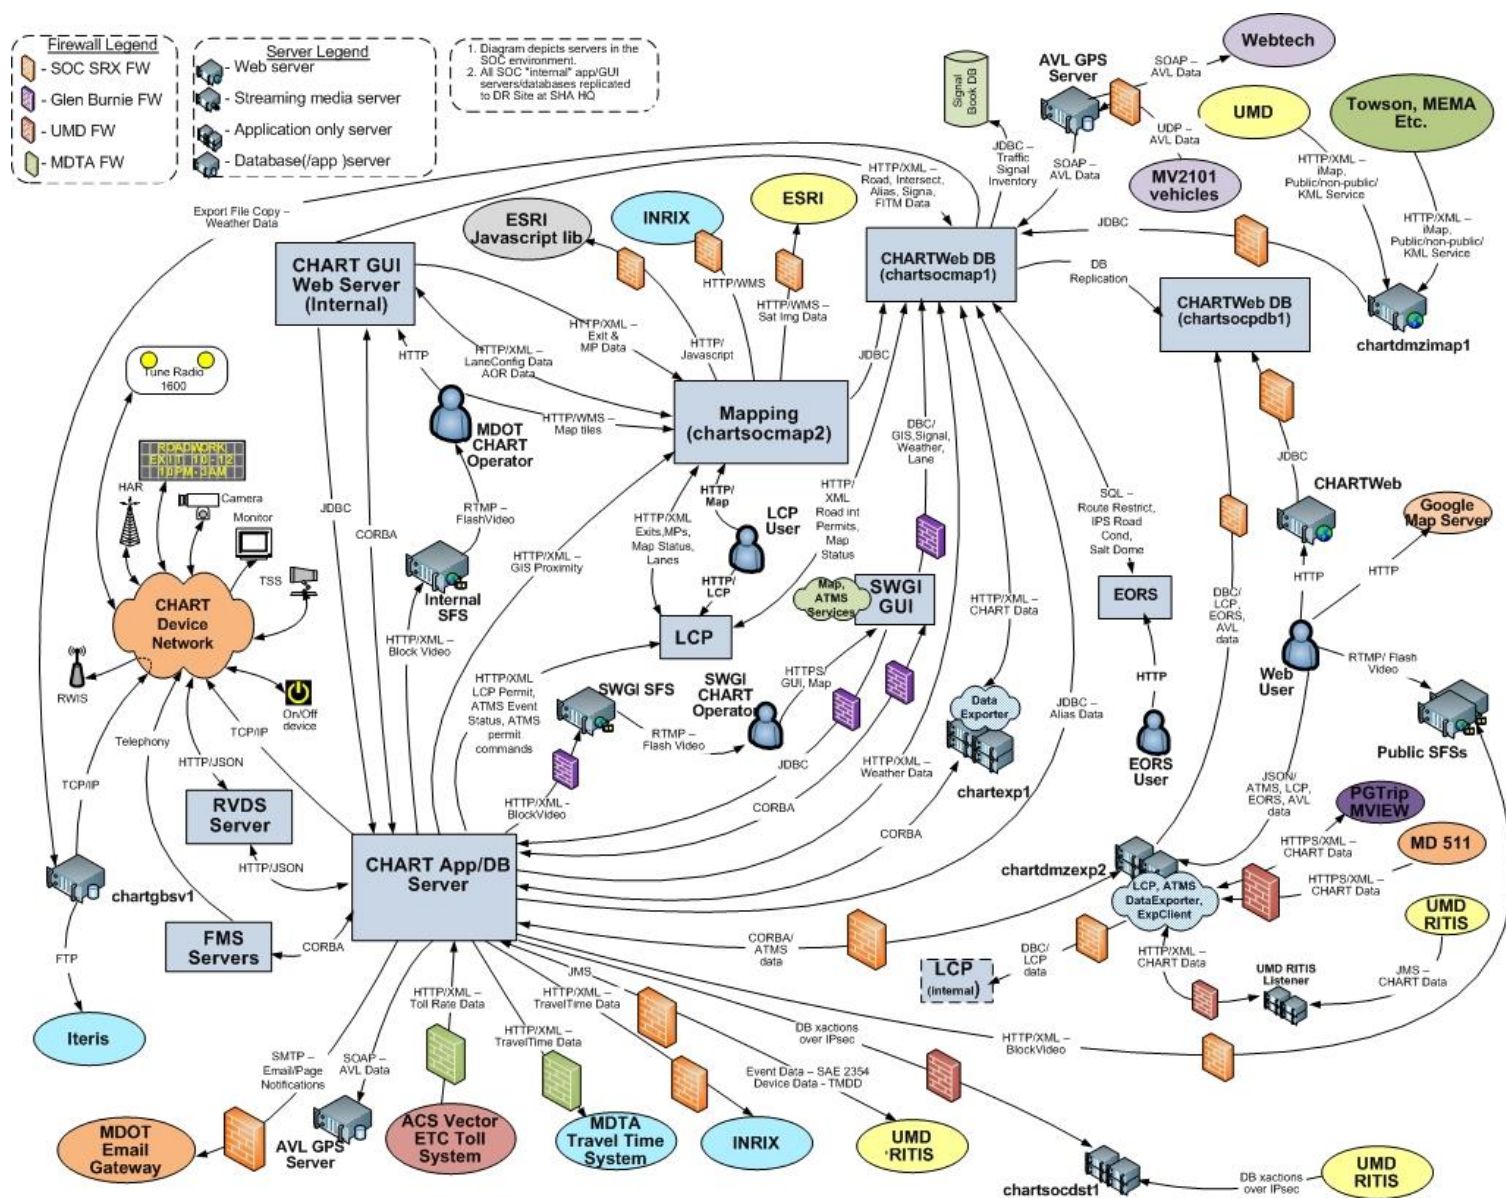 Firewall Legend
- SOC SRX FW
- Glen Burnie FW
- UMD FW
- MDTA FW
Server Legend
- Web server
- Streaming media server
- Application only server
- Database(/app )server
1. Diagram depicts servers in the
SOC environment.
2. All SOC "internal" app/GUI
servers/databases replicated
to DR Site at SHA HQ
Signal
Book DB
AVL GPS
Server
SOAP –
AVL Data
Webtech
UMD
Towson, MEMA
Etc.
UDP –
AVL Data
MV2101
vehicles
JDBC –
Traffic
Signal
Inventory
SOAP –
AVL Data
HTTP/XML –
iMap,
Public/non-public/
KML Service
HTTP/XML –
iMap,
Public/non-public/
KML Service
HTTP/XML –
Road, Intersect,
Alias, Signa,
FITM Data
Export File Copy –
Weather Data
ESRI
Javascript lib
INRIX
ESRI
CHART GUI
Web Server
(Internal)
CHARTWeb DB
(chartsocmap1)
JDBC
DB
Replication
CHARTWeb DB
(chartsocpdb1)
chartdmzimap1
HTTP/WMS
HTTP/WMS –
Sat Img Data
HTTP/XML –
Exit &
MP Data
HTTP/
Javascript
HTTP
HTTP/XML –
LaneConfig Data
AOR Data
JDBC
Tune Radio
1600
MDOT
CHART
Operator
HTTP/WMS –
Map tiles
Mapping
(chartsocmap2)
DBC/
GIS,Signal,
Weather,
Lane
JDBC
ROADWORK
EXIT 10-12
10PM-3AM
HAR
Camera
Monitor
TSS
JDBC
CORBA
RTMP –
FlashVideo
HTTP/
Map
LCP
User
HTTP/XML
Exits,MPs,
Map Status,
Lanes
HTTP/
XML
Road int
Permits,
Map
Status
SQL –
Route Restrict,
IPS Road
Cond,
Salt Dome
CHARTWeb
Google
Map Server
HTTP/XML –
GIS Proximity
HTTP/
LCP
HTTP
HTTP
CHART
Device
Network
Internal
SFS
Map,
ATMS
Services
SWGI
GUI
EORS
DBC/
LCP,
EORS,
AVL
data
HTTP/XML –
CHART Data
LCP
HTTP/XML –
Block Video
RWIS
On/Off
device
HTTP/XML
LCP Permit,
ATMS Event
Status, ATMS
permit
commands
SWGI SFS
SWGI
CHART
Operator
HTTPS/
GUI, Map
HTTP
Web
User
RTMP/ Flash
Video
Data
Exporter
JDBC –
Alias Data
EORS
User
Public SFSs
TCP/IP
Telephony
RTMP –
Flash Video
JDBC
HTTP/XML –
Weather Data
chartexp1
HTTP/JSON
TCP/IP
RVDS
Server
HTTP/XML-
BlockVideo
CORBA
CORBA
JSON/
ATMS, LCP,
EORS, AVL
data
PGTrip
MVIEW
HTTPS/XML –
CHART Data
MD 511
HTTPS/XML –
CHART Data
chartgbsv1
HTTP/JSON
CHART App/DB
Server
chartdmzexp2
LCP, ATMS
DataExporter,
ExpClient
UMD
RITIS
FMS
Servers
CORBA
CORBA/
ATMS
data
DBC/
LCP
data
LCP
(internal)
HTTP/XML –
CHART Data
UMD RITIS
Listener
JMS –
CHART Data
FTP
Iteris
HTTP/XML –
Toll Rate Data
JMS
HTTP/XML –
TravelTime Data
HTTP/XML –
TravelTime Data
DB xactions
over IPsec
HTTP/XML –
BlockVideo
SMTP –
Email/Page
Notifications
SOAP –
AVL Data
Event Data – SAE 2354
Device Data - TMDD
MDOT
Email
Gateway
AVL GPS
Server
ACS Vector
ETC Toll
System
MDTA
Travel Time
System
INRIX
UMD
RITIS
chartsocdst1
DB xactions
over IPsec
UMD
RITIS